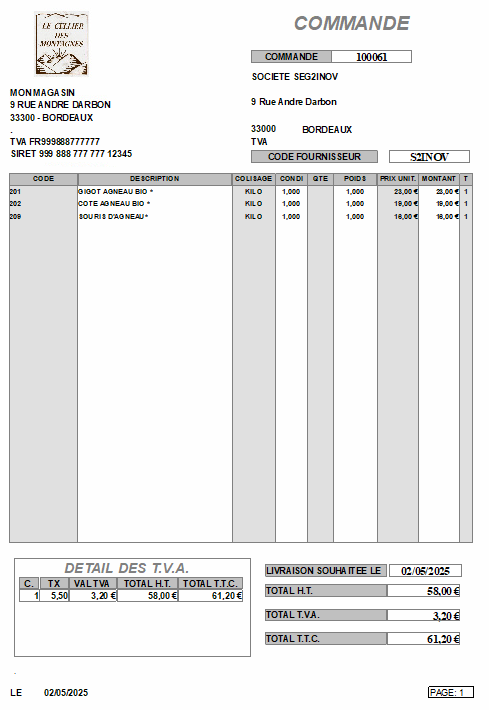 LE CELLIER
DES
MONTAGNES
COMMANDE
COMMANDE 100061
SOCIETE SEG2INOV
MON MAGASIN
9 RUE ANDRE DARBON
9 Rue Andre Darbon
33300 - BORDEAUX
.
33000 BORDEAUX
TVA FR999888777777
TVA
SIRET 999 888 777 777 12345
CODE FOURNISSEUR S2INOV
CODE DESCRIPTION COLISAGE CONDI QTE POIDS PRIX UNIT. MONTANT T
201 GIGOT AGNEAU BIO * KILO 1,000 1,000 23,00 € 23,00 € 1
202 COTE AGNEAU BIO * KILO 1,000 1,000 19,00 € 19,00 € 1
209 SOURIS D'AGNEAU* KILO 1,000 1,000 16,00 € 16,00 € 1
DETAIL DES T.V.A.
C. TX VAL TVA TOTAL H.T. TOTAL T.T.C.
1 5,50 3,20 € 58,00 € 61,20 €
LIVRAISON SOUHAITEE LE 02/05/2025
TOTAL H.T. 58,00 €
TOTAL T.V.A. 3,20 €
TOTAL T.T.C. 61,20 €
.
LE 02/05/2025
PAGE: 1